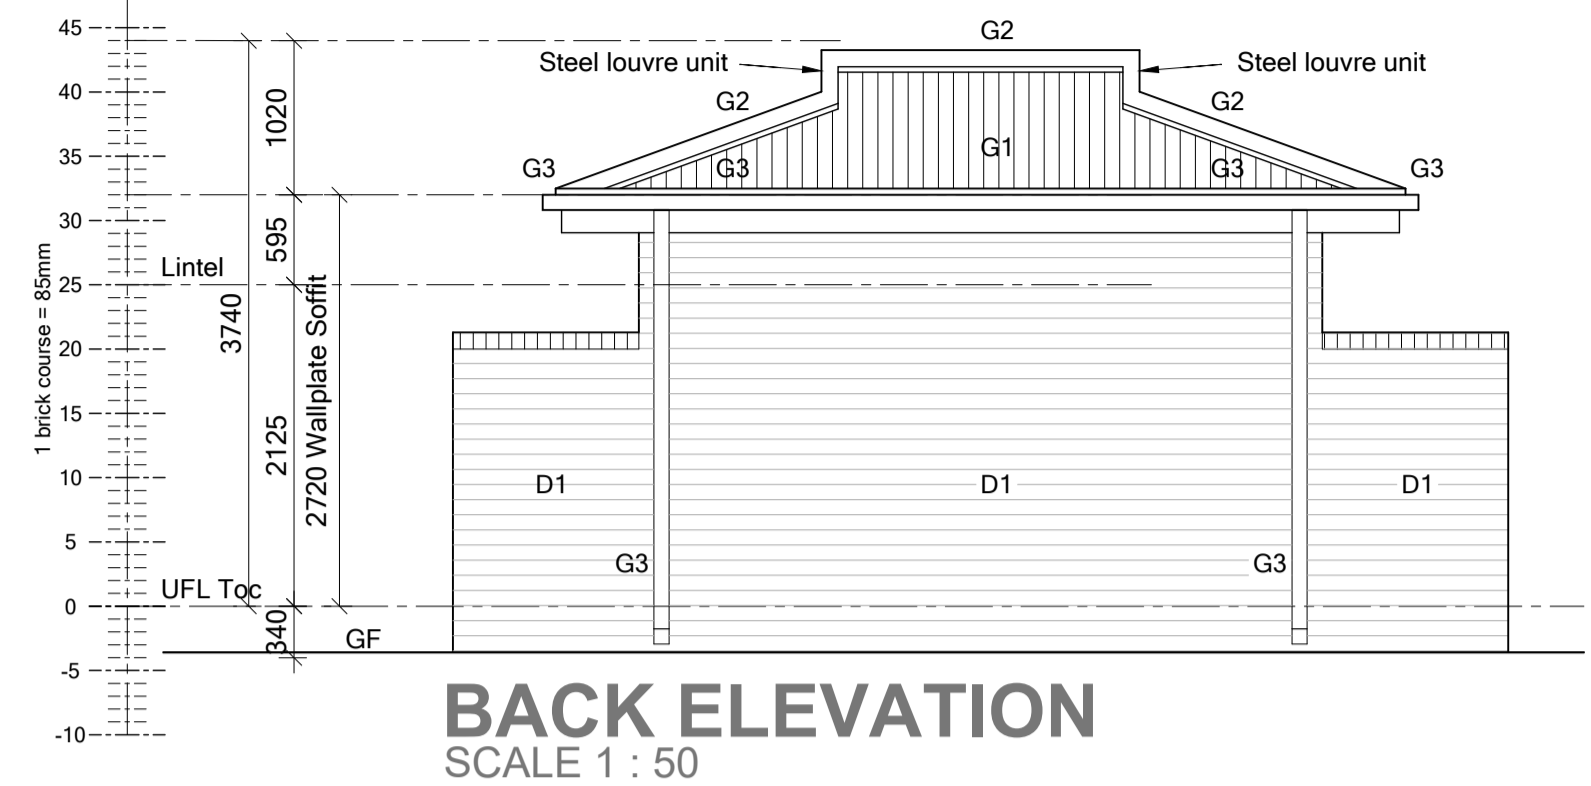 45
40
35
30
25
20
15
10
5
0
-5
-10
1 brick course = 85mm
3740
1020
595
2125
340
2720 Wallplate Soffit
Lintel
UFL Toc
GF
G2
Steel louvre unit
Steel louvre unit
G2
G2
G1
G3
G3
G3
G3
D1
D1
D1
G3
G3
BACK ELEVATION
SCALE 1 : 50